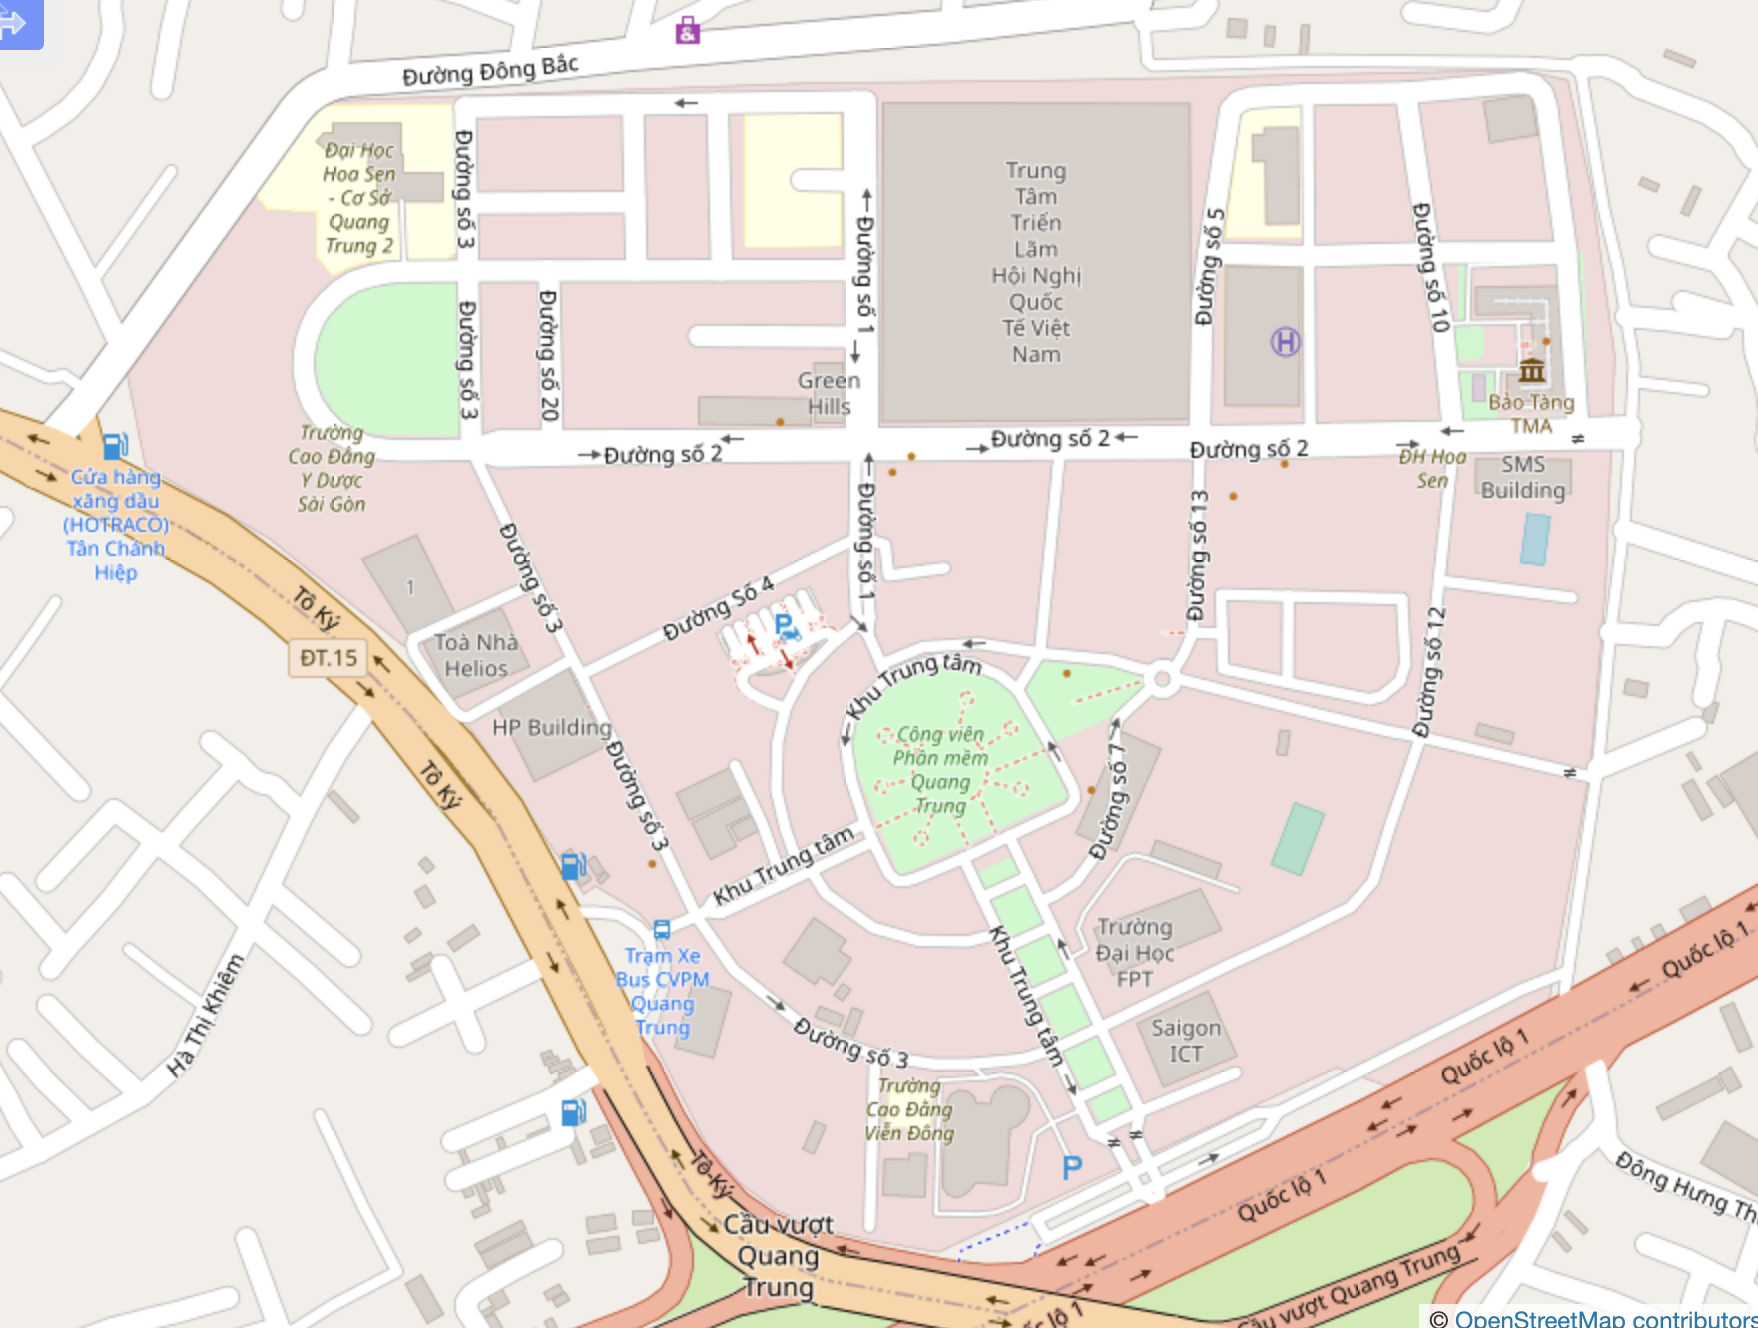 Đường Đông Bắc
Đại Học
Hoa Sen
- Cơ Sở
Quang
Trung 2
Đường số 3
Đường số 1
Trung
Tâm
Triển
Lãm
Hội Nghị
Quốc
Tế Việt
Nam
Đường số 5
Đường số 10
Đường số 3
Đường số 20
H
Green
Hills
Bảo Tàng
TMA
Trường
Cao Đẳng
Y Dược
Sài Gòn
Đường số 2
Đường số 2
Đường số 2
ĐH Hoa
Sen
SMS
Building
Cửa hàng
xăng dầu
(HOTRACO)
Tân Chánh
Hiệp
Đường số 3
Đường số 1
Đường số 13
1
Tô Ký
Đường Số 4
P
Đường số 12
Toà Nhà
Helios
ĐT.15
Khu Trung tâm
HP Building
Công viên
Phần mềm
Quang
Trung
Tô Ký
Đường số 3
Đường số 7
Khu Trung tâm
Trường
Đại Học
FPT
Khu Trung tâm
Trạm Xe
Bus CVPM
Quang
Trung
Quốc lộ 1
Hà Thị Khiêm
Đường số 3
Saigon
ICT
Quốc lộ 1
Trường
Cao Đẳng
Viễn Đông
P
Tô Ký
Quốc lộ 1
Đông Hưng Th
Cầu vượt
Quang
Trung
Cầu vượt Quang Trung
ốc lộ 1
© OpenStreetMap contributors